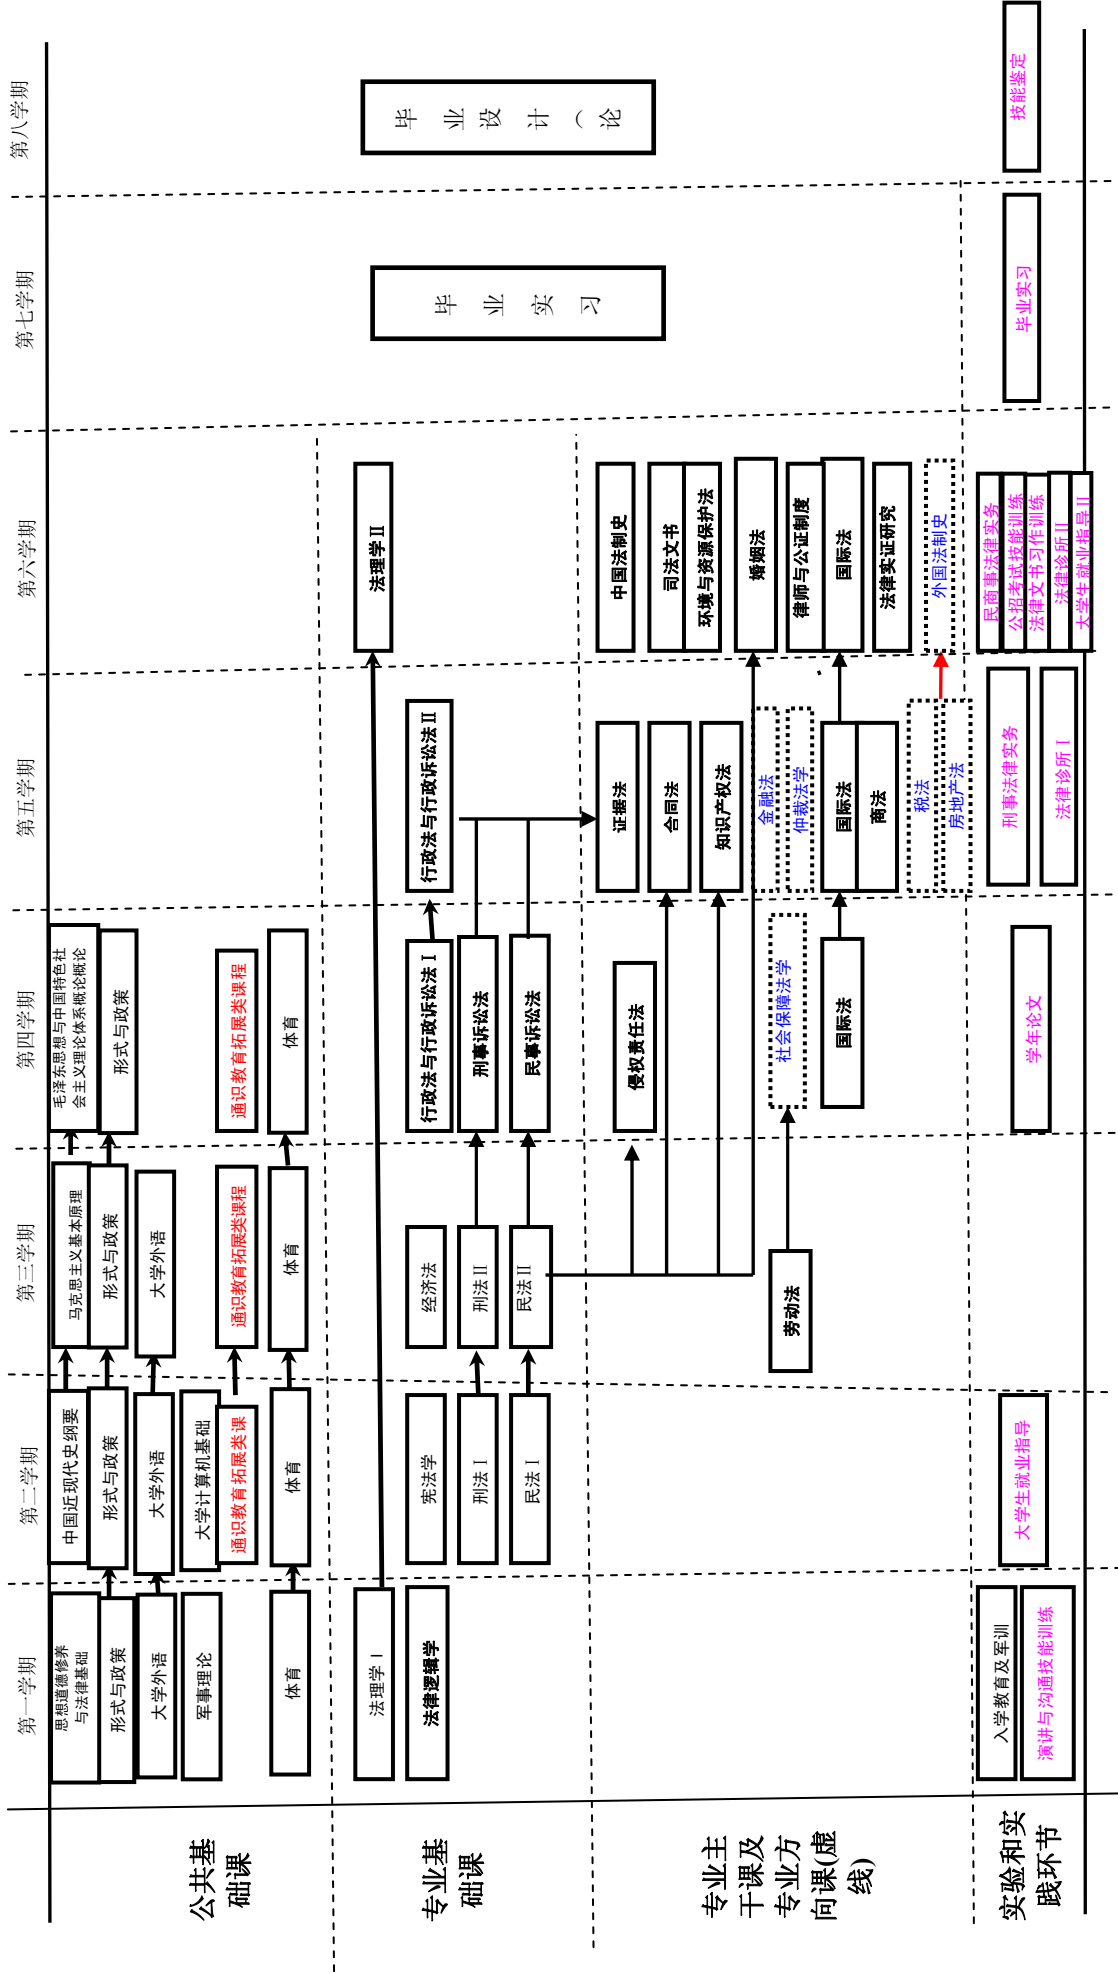 第一学期
第二学期
第三学期
第四学期
第五学期
第六学期
第七学期
第八学期
公共基
础课
思想道德修养
与法律基础
形式与政策
大学外语
军事理论
体育
中国近现代史纲要
形式与政策
大学外语
大学计算机基础
通识教育拓展类课
体育
马克思主义基本原理
形式与政策
大学外语
通识教育拓展类课程
体育
毛泽东思想与中国特色社
会主义理论体系概论概论
形式与政策
通识教育拓展类课程
体育
专业基
础课
法理学 I
法律逻辑学
宪法学
刑法 I
民法 I
经济法
刑法 II
民法 II
行政法与行政诉讼法 I
刑事诉讼法
民事诉讼法
行政法与行政诉讼法 II
法理学 II
专业主
干课及
专业方
向课(虚
线)
劳动法
侵权责任法
社会保障法学
国际法
证据法
合同法
知识产权法
金融法
仲裁法学
国际法
商法
税法
房地产法
中国法制史
司法文书
环境与资源保护法
婚姻法
律师与公证制度
国际法
法律实证研究
外国法制史
毕业实习
毕业设计（论
实验和实
践环节
入学教育及军训
演讲与沟通技能训练
大学生就业指导
学年论文
刑事法律实务
法律诊所 I
民商事法律实务
公招考试技能训练
法律文书习作训练
法律诊所 II
大学生就业指导 II
毕业实习
技能鉴定